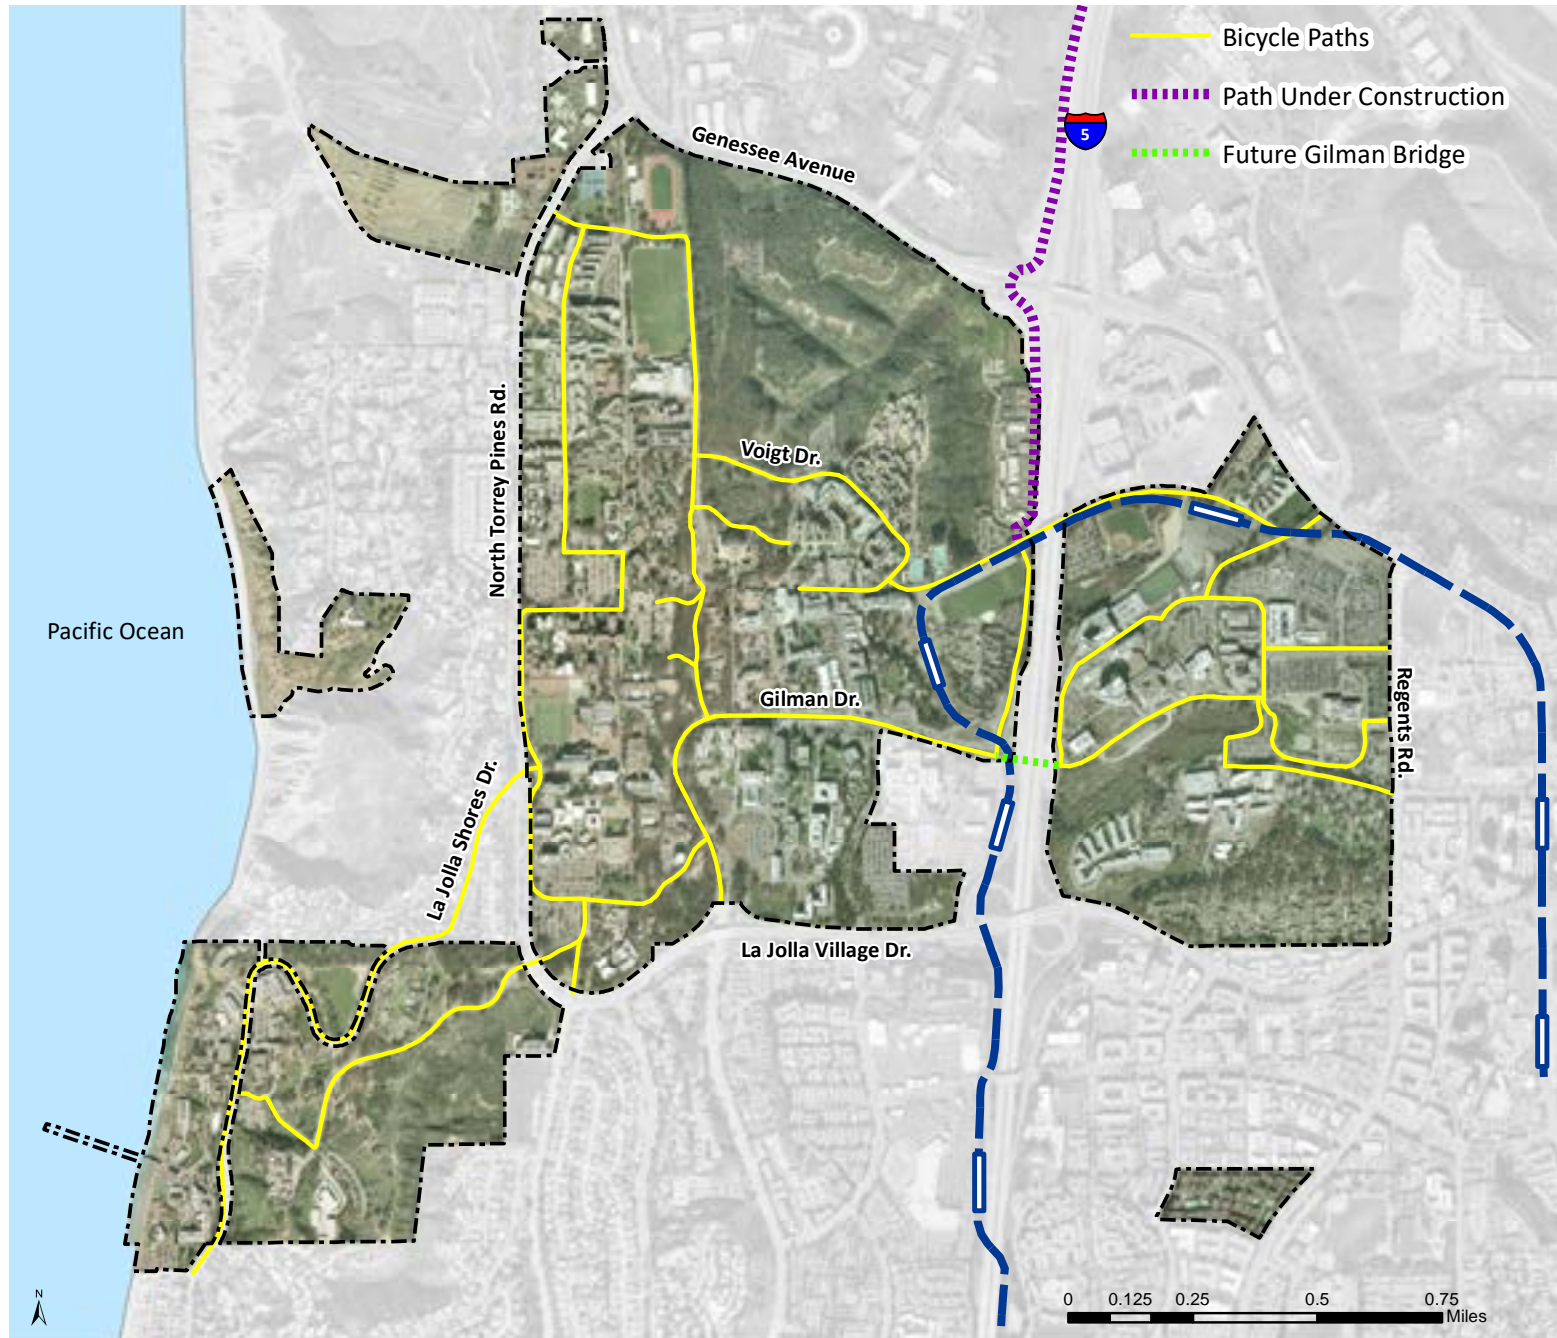 Bicycle Paths
Path Under Construction
5
Future Gilman Bridge
Genessee Avenue
North Torrey Pines Rd.
Voigt Dr.
Pacific Ocean
Gilman Dr.
Regents Rd.
La Jolla Shores Dr.
La Jolla Village Dr.
N
0 0.125 0.25 0.5 0.75
Miles